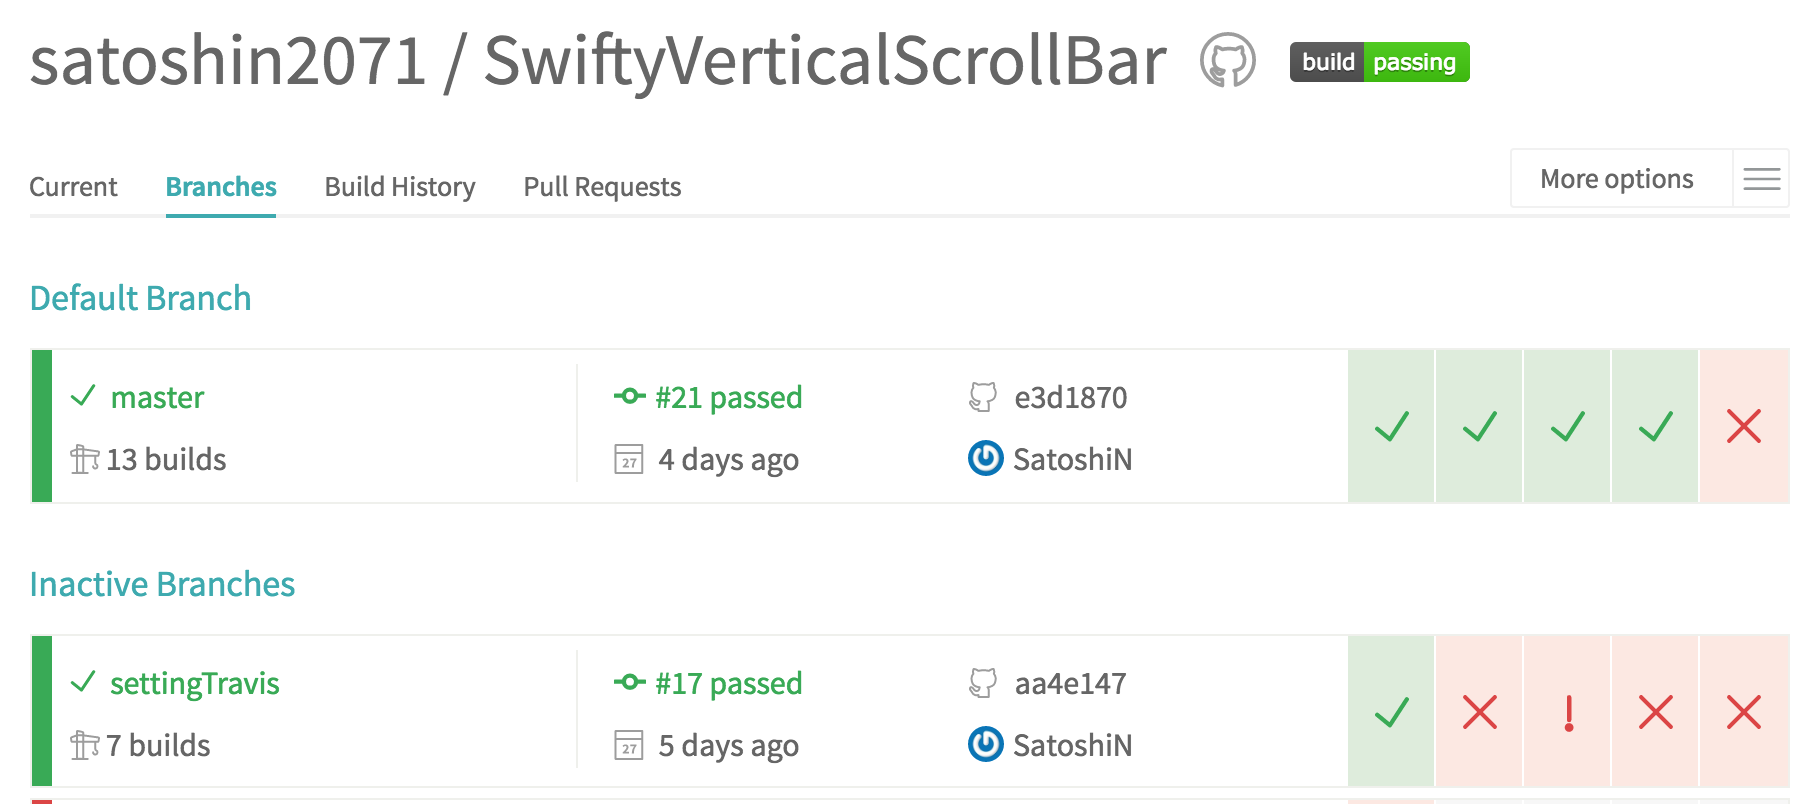 satoshin2071 / SwiftyVerticalScrollBar build passing
Current Branches Build History Pull Requests More options
Default Branch
master #21 passed e3d1870
13 builds 27 4 days ago SatoshiN
Inactive Branches
settingTravis #17 passed aa4e147
7 builds 27 5 days ago SatoshiN